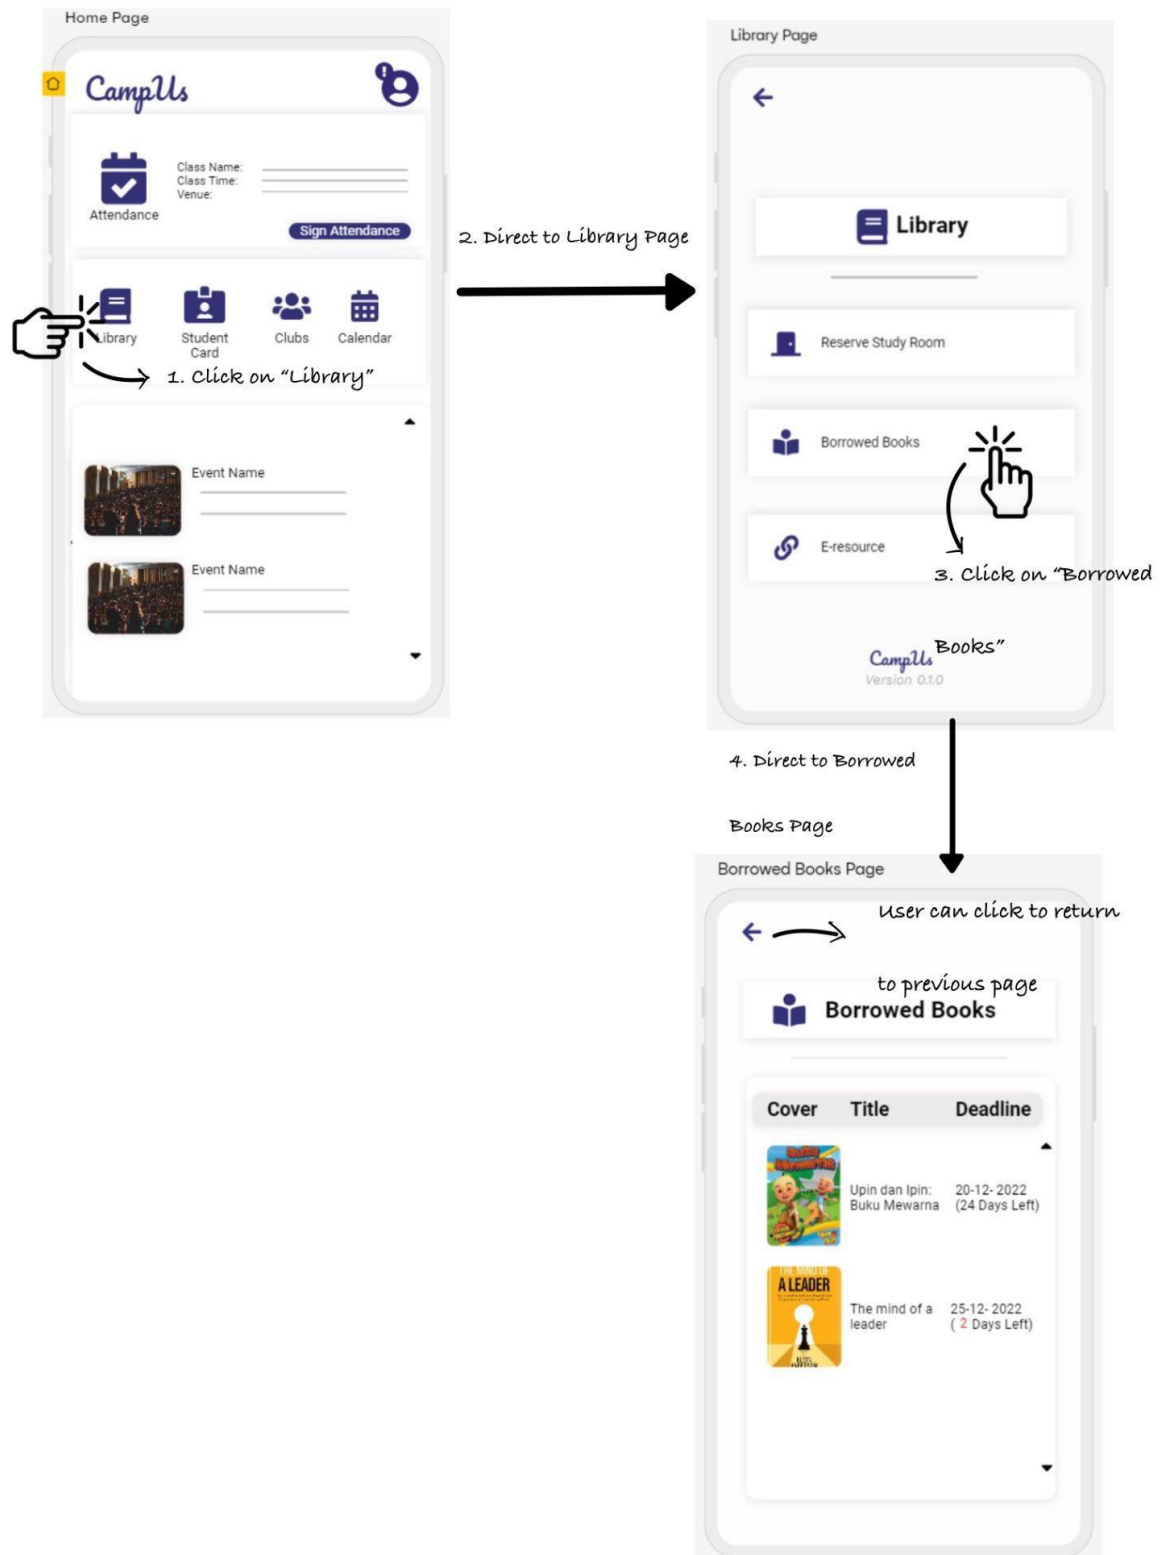 Home Page
CampUs
Class Name:
Class Time:
Venue:
Attendance
Sign Attendance
Library
Student
Card
Clubs
Calendar
1. Click on "Library"
Event Name
Event Name
2. Direct to Library Page
Library Page
Library
Reserve Study Room
Borrowed Books
E-resource
3. Click on "Borrowed
Books"
CampUs
Version 0.1.0
4. Direct to Borrowed
Books Page
Borrowed Books Page
User can click to return
to previous page
Borrowed Books
Cover Title Deadline
Upin dan Ipin:
Buku Mewarna
20-12- 2022
(24 Days Left)
A LEADER
The mind of a
leader
25-12- 2022
( 2 Days Left)